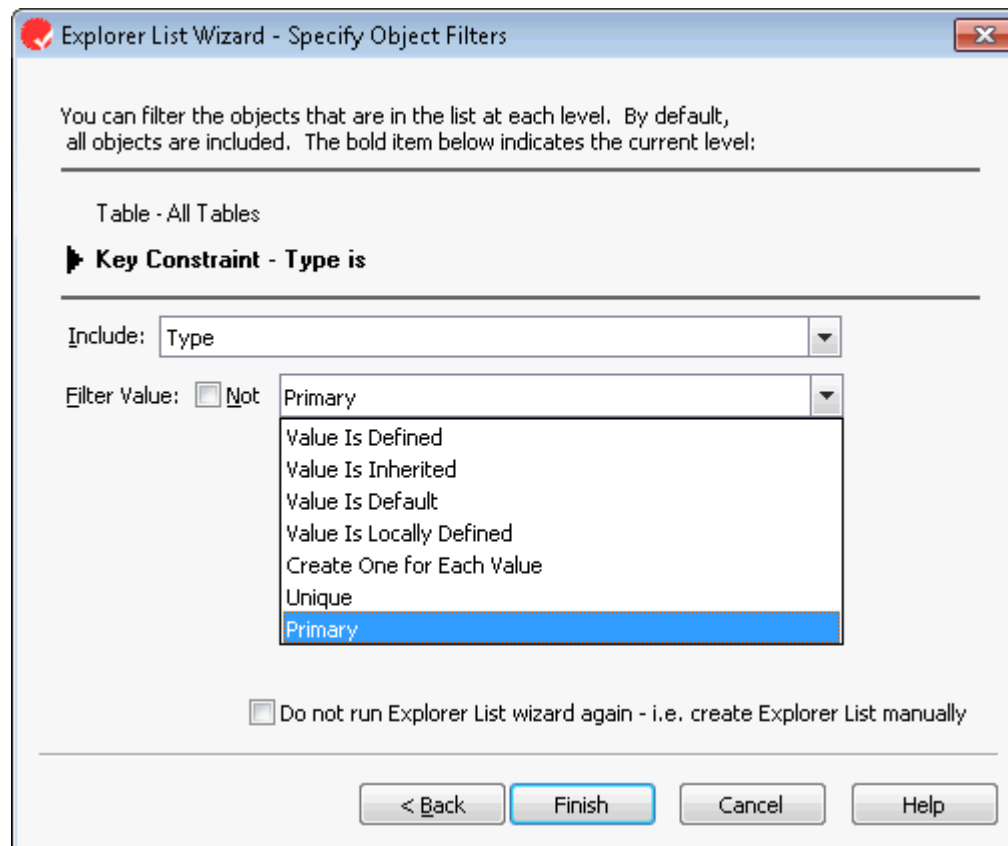 Explorer List Wizard - Specify Object Filters
You can filter the objects that are in the list at each level.  By default,
all objects are included.  The bold item below indicates the current level:
Table - All Tables
Key Constraint - Type is
Include: Type
Filter Value: Not Primary
Value Is Defined
Value Is Inherited
Value Is Default
Value Is Locally Defined
Create One for Each Value
Unique
Primary
Do not run Explorer List wizard again - i.e. create Explorer List manually
< Back Finish Cancel Help